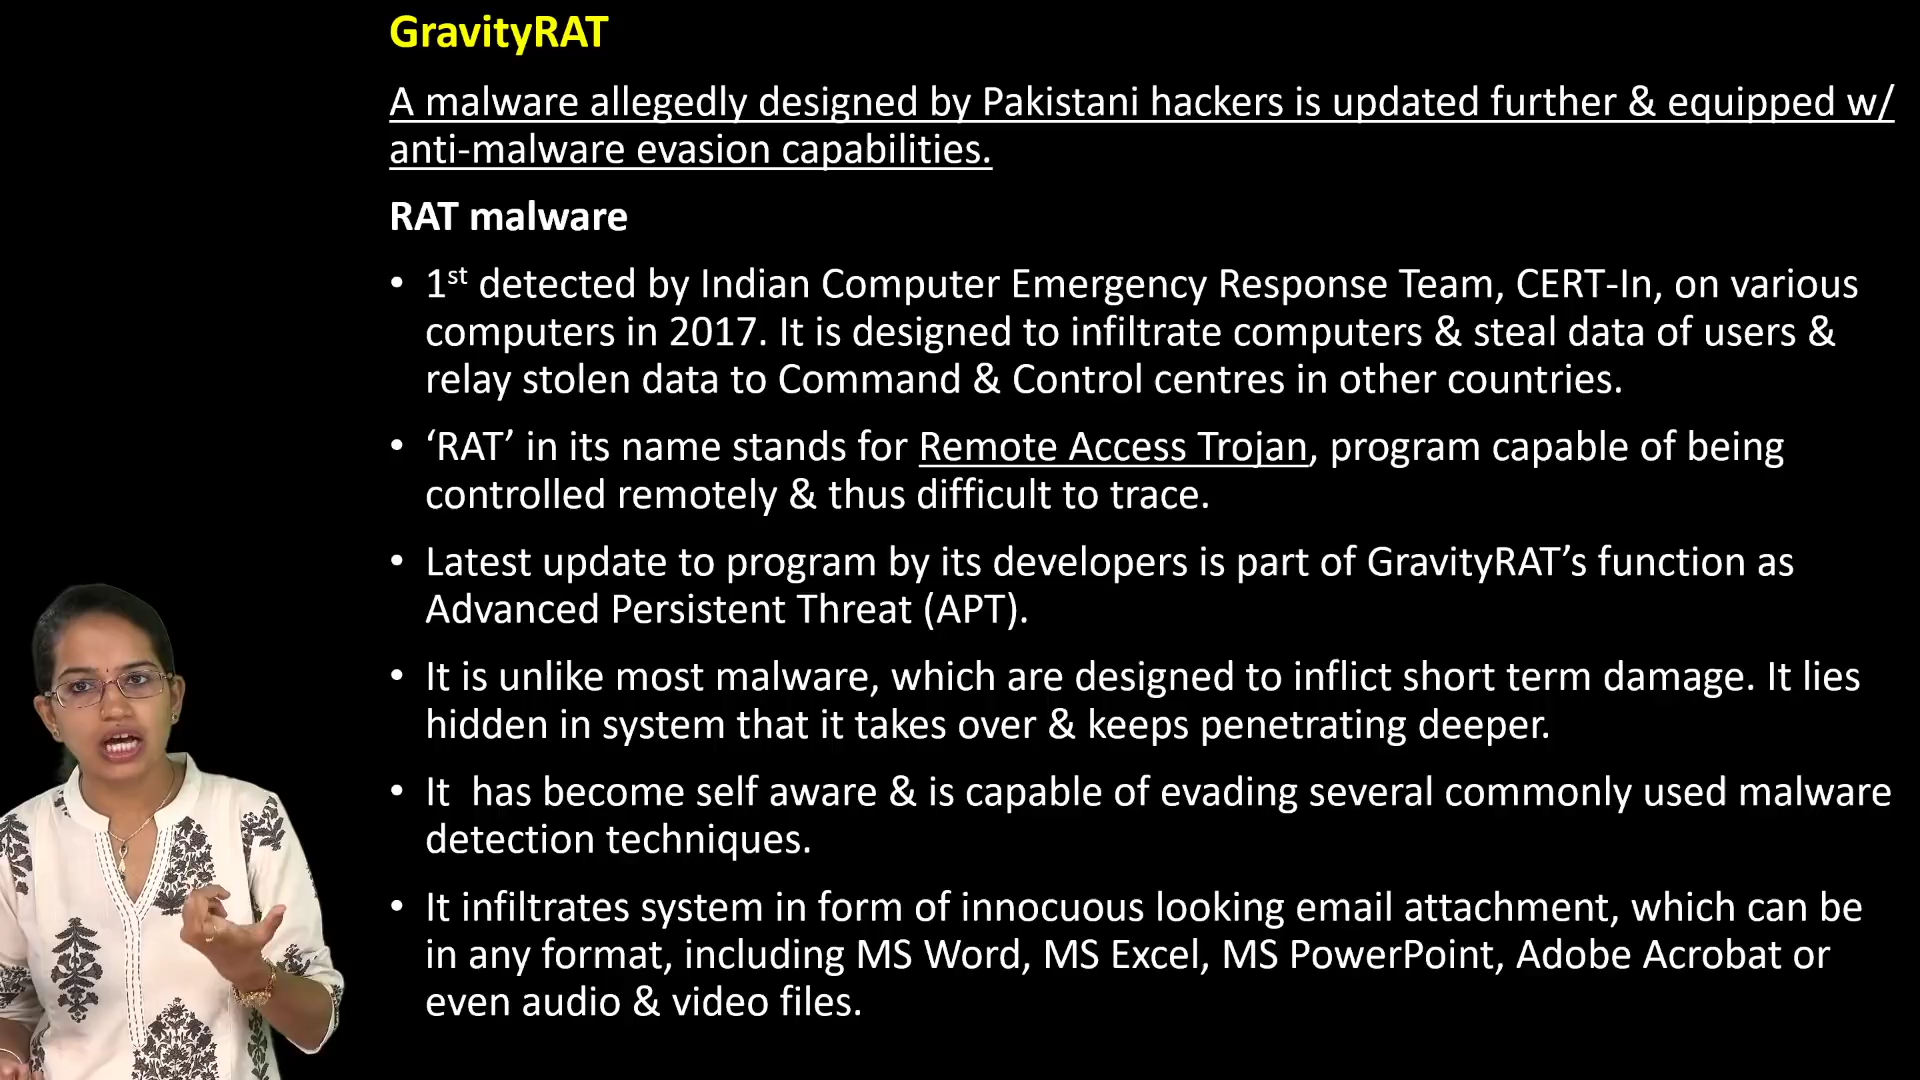 GravityRAT
A malware allegedly designed by Pakistani hackers is updated further & equipped w/
anti-malware evasion capabilities.
RAT malware
• 1st detected by Indian Computer Emergency Response Team, CERT-In, on various
computers in 2017. It is designed to infiltrate computers & steal data of users &
relay stolen data to Command & Control centres in other countries.
• ‘RAT’ in its name stands for Remote Access Trojan, program capable of being
controlled remotely & thus difficult to trace.
• Latest update to program by its developers is part of GravityRAT’s function as
Advanced Persistent Threat (APT).
• It is unlike most malware, which are designed to inflict short term damage. It lies
hidden in system that it takes over & keeps penetrating deeper.
• It  has become self aware & is capable of evading several commonly used malware
detection techniques.
• It infiltrates system in form of innocuous looking email attachment, which can be
in any format, including MS Word, MS Excel, MS PowerPoint, Adobe Acrobat or
even audio & video files.